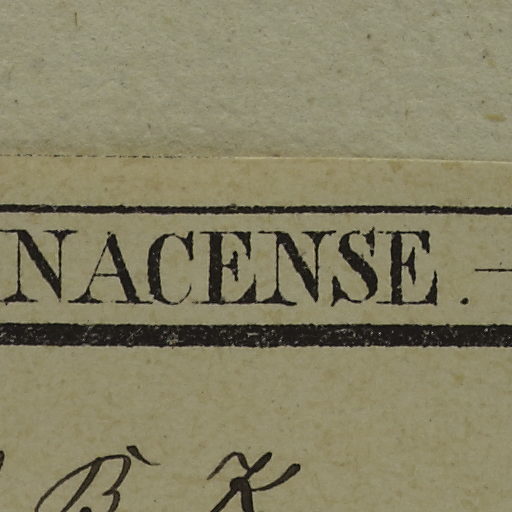 NACENSE. —
B. K